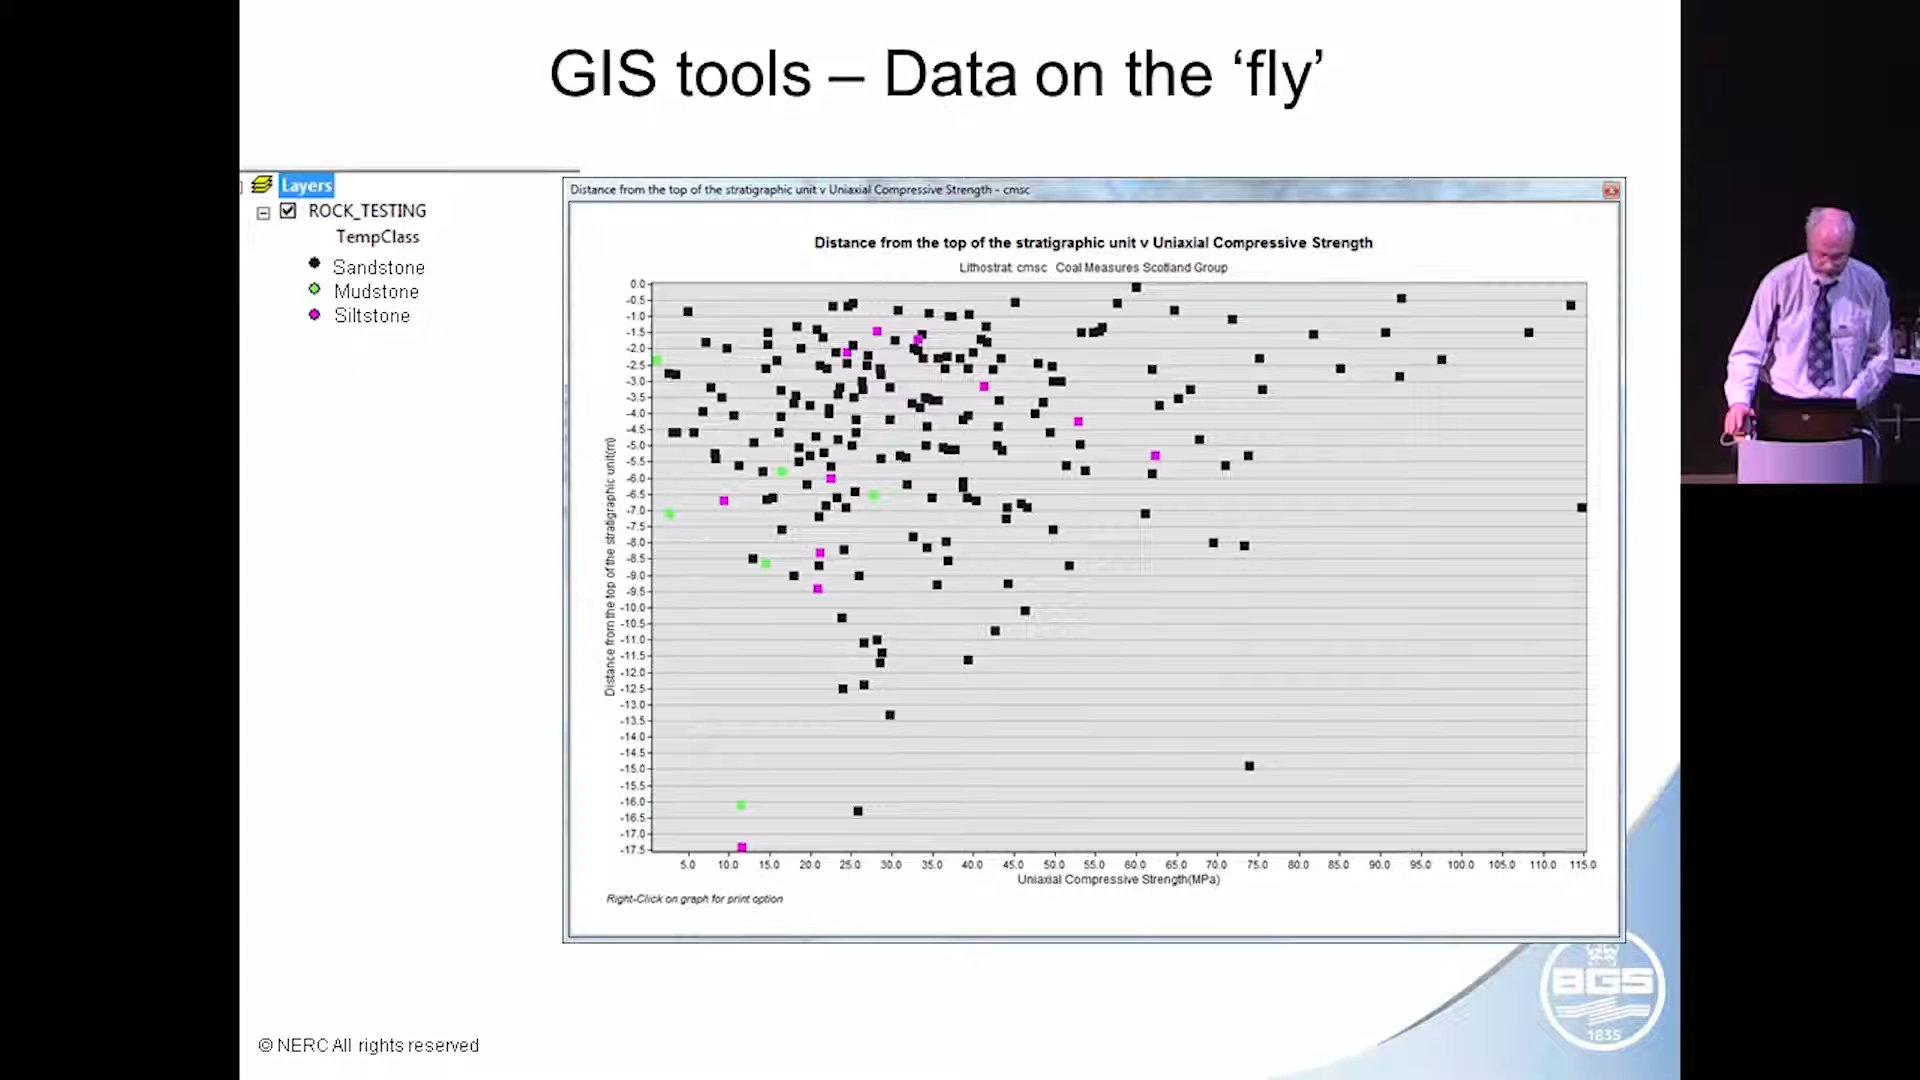 GIS tools – Data on the ‘fly’
Layers
ROCK_TESTING
TempClass
Sandstone
Mudstone
Siltstone
Distance from the top of the stratigraphic unit v Uniaxial Compressive Strength - cmsc
Distance from the top of the stratigraphic unit v Uniaxial Compressive Strength
Lithostrat: cmsc Coal Measures Scotland Group
Distance from the top of the stratigraphic unit(m)
0.0
-0.5
-1.0
-1.5
-2.0
-2.5
-3.0
-3.5
-4.0
-4.5
-5.0
-5.5
-6.0
-6.5
-7.0
-7.5
-8.0
-8.5
-9.0
-9.5
-10.0
-10.5
-11.0
-11.5
-12.0
-12.5
-13.0
-13.5
-14.0
-14.5
-15.0
-15.5
-16.0
-16.5
-17.0
-17.5
5.0 10.0 15.0 20.0 25.0 30.0 35.0 40.0 45.0 50.0 55.0 60.0 65.0 70.0 75.0 80.0 85.0 90.0 95.0 100.0 105.0 110.0 115.0
Uniaxial Compressive Strength(MPa)
Right-Click on graph for print option
BGS
1835
© NERC All rights reserved